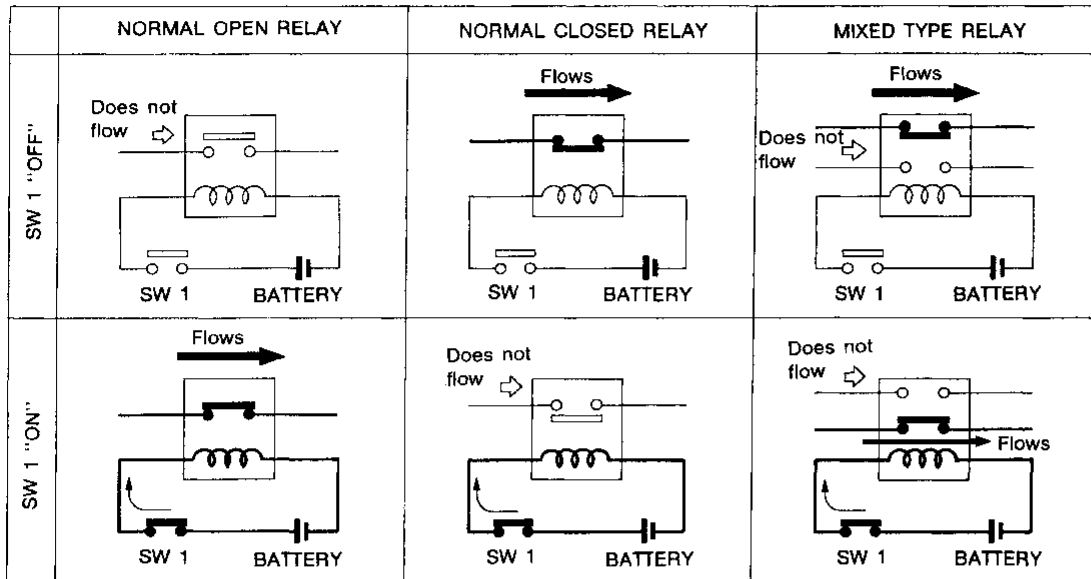 NORMAL OPEN RELAY
NORMAL CLOSED RELAY
MIXED TYPE RELAY
SW 1 "OFF"
Does not
flow
SW 1
BATTERY
Flows
SW 1
BATTERY
Flows
Does not
flow
SW 1
BATTERY
SW 1 "ON"
Flows
SW 1
BATTERY
Does not
flow
SW 1
BATTERY
Does not
flow
Flows
SW 1
BATTERY